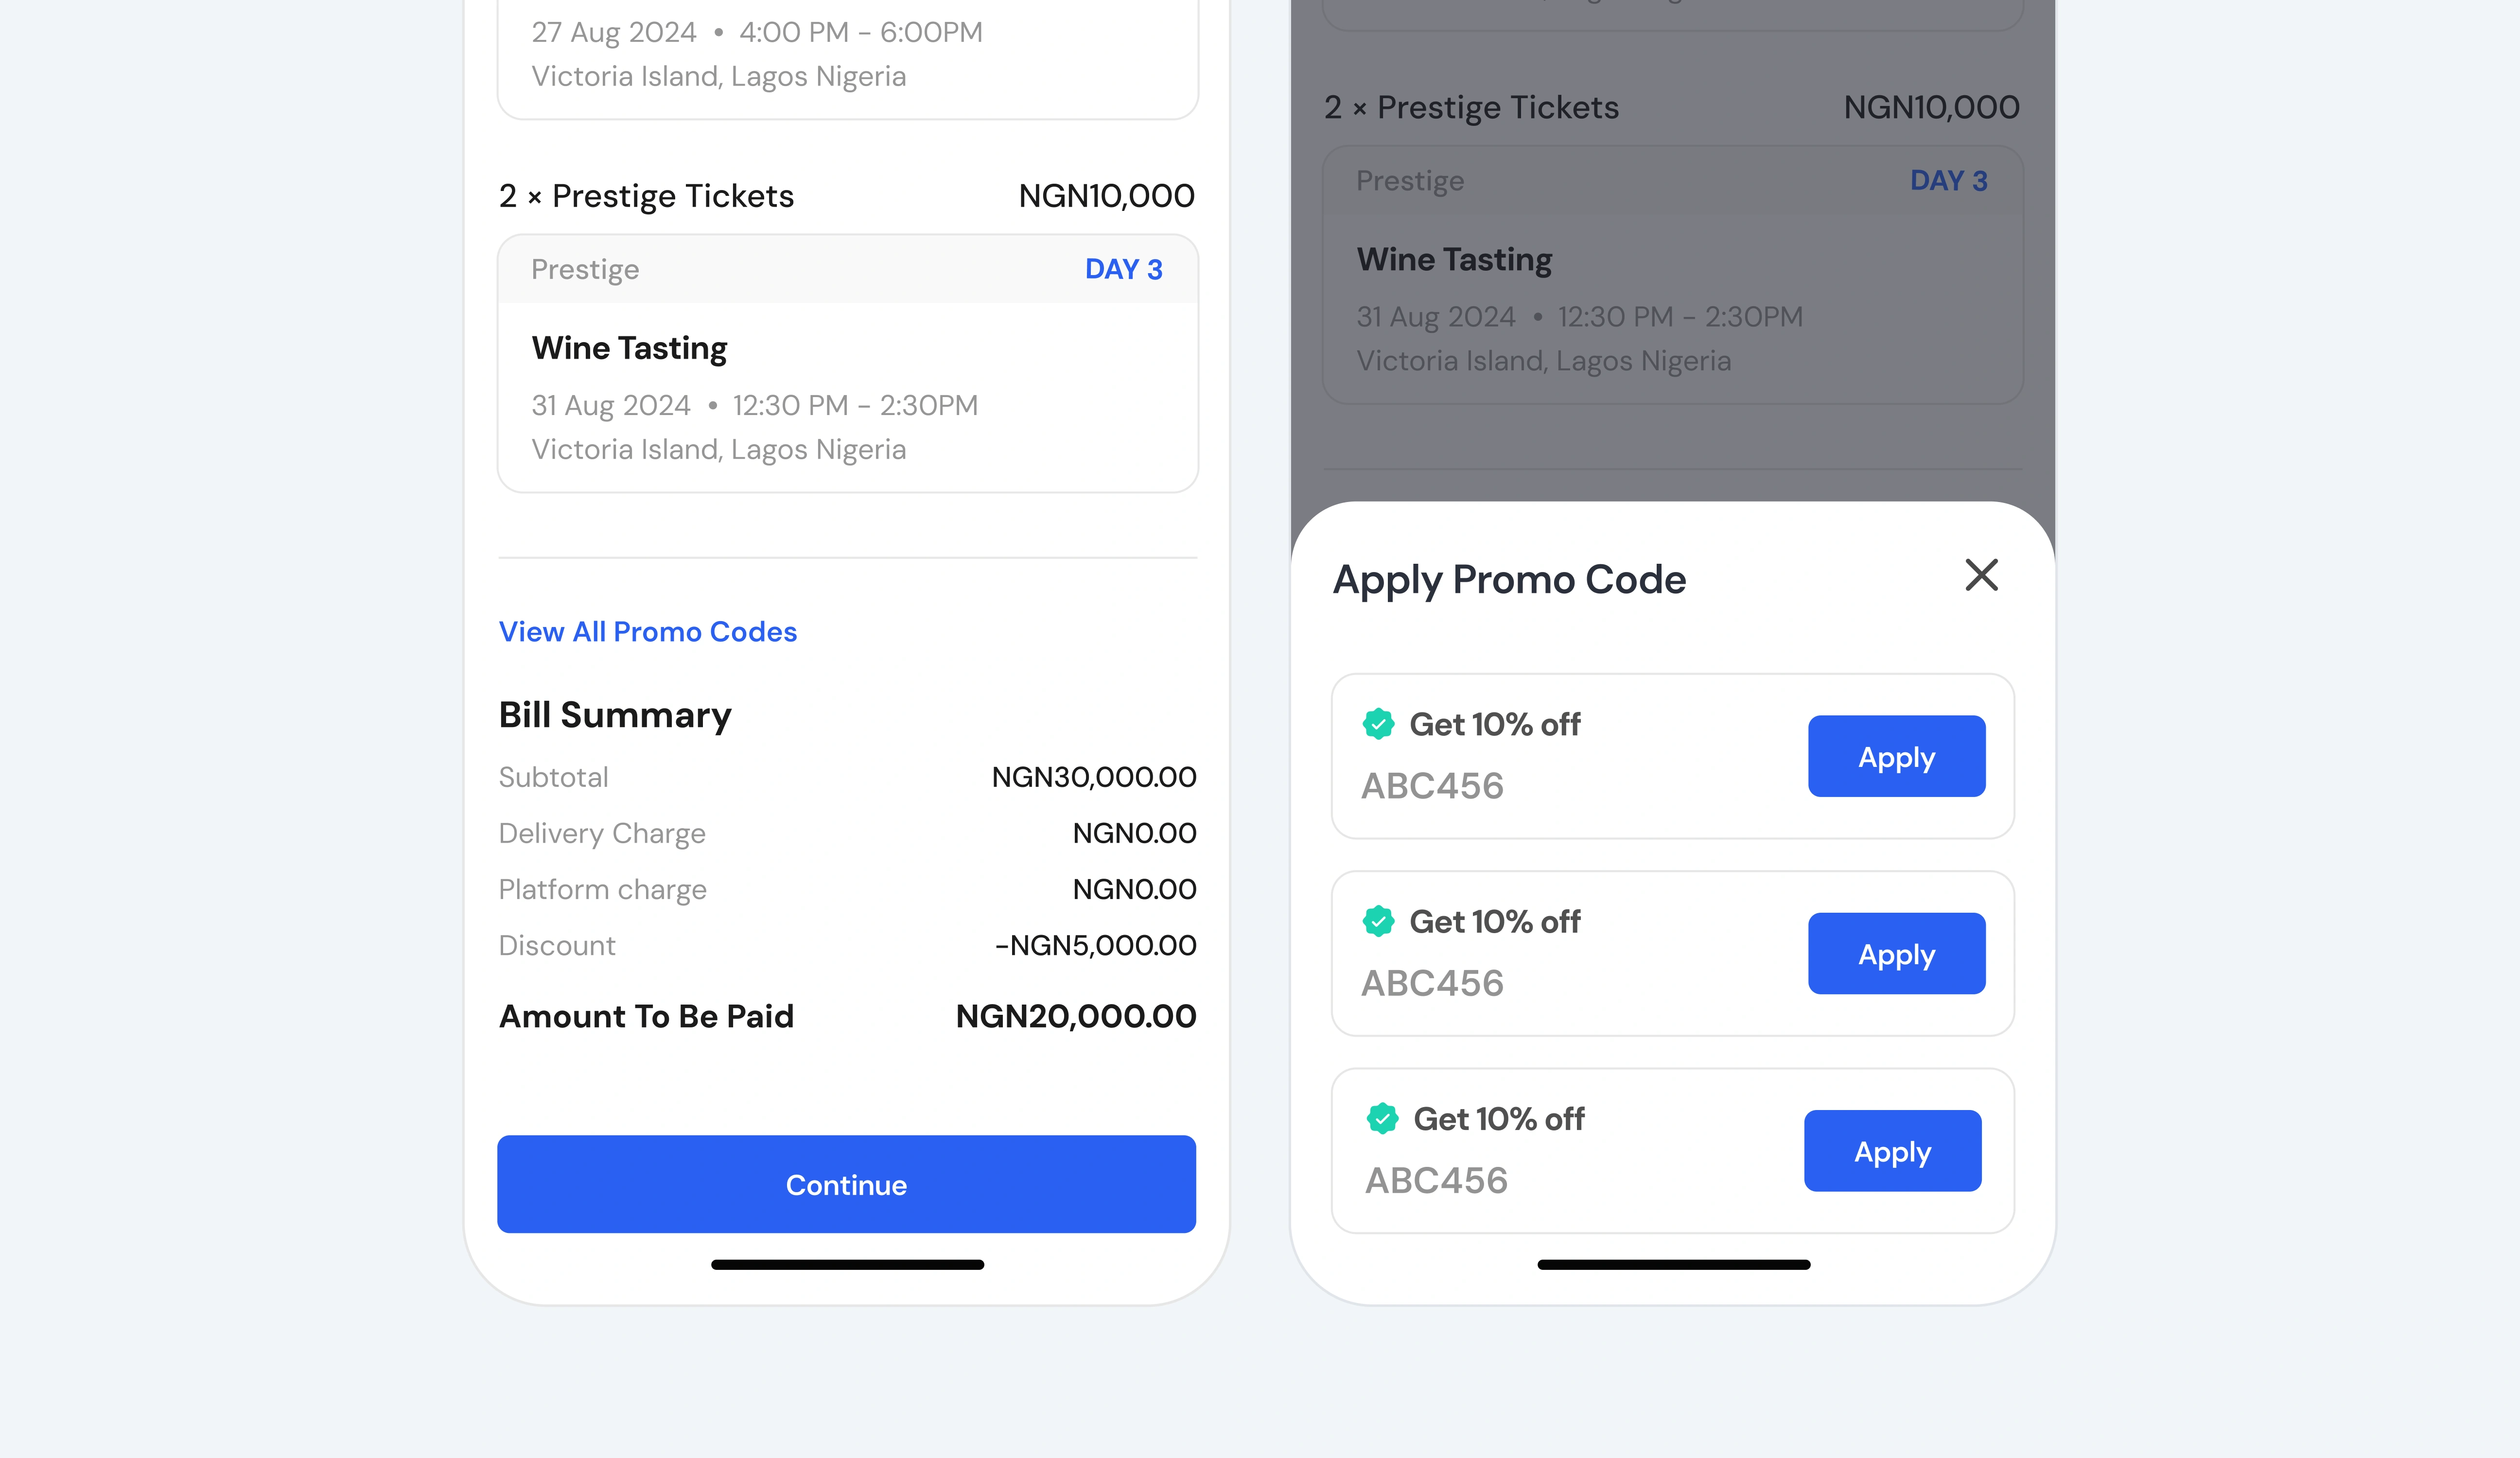 27 Aug 2024 • 4:00 PM - 6:00PM
Victoria Island, Lagos Nigeria
2 × Prestige Tickets NGN10,000
Prestige DAY 3
Wine Tasting
31 Aug 2024 • 12:30 PM - 2:30PM
Victoria Island, Lagos Nigeria
View All Promo Codes
Bill Summary
Subtotal NGN30,000.00
Delivery Charge NGN0.00
Platform charge NGN0.00
Discount -NGN5,000.00
Amount To Be Paid NGN20,000.00
Continue
2 × Prestige Tickets NGN10,000
Prestige DAY 3
Wine Tasting
31 Aug 2024 • 12:30 PM - 2:30PM
Victoria Island, Lagos Nigeria
Apply Promo Code
Get 10% off
ABC456
Apply
Get 10% off
ABC456
Apply
Get 10% off
ABC456
Apply